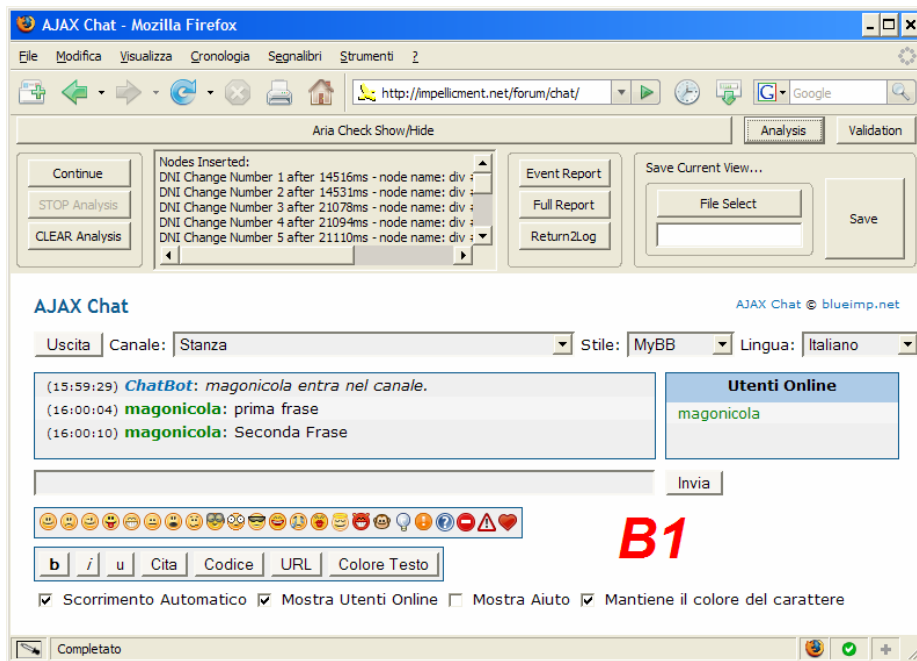 AJAX Chat - Mozilla Firefox
File Modifica Visualizza Cronologia Segnalibri Strumenti ?
http://impellicment.net/forum/chat/ G Google
Aria Check Show/Hide Analysis Validation
Continue
STOP Analysis
CLEAR Analysis
Nodes Inserted:
DNI Change Number 1 after 14516ms - node name: div
DNI Change Number 2 after 14531ms - node name: div
DNI Change Number 3 after 21078ms - node name: div
DNI Change Number 4 after 21094ms - node name: div
DNI Change Number 5 after 21110ms - node name: div
Event Report
Full Report
Return2Log
Save Current View...
File Select
Save
AJAX Chat
AJAX Chat © blueimp.net
Uscita Canale: Stanza Stile: MyBB Lingua: Italiano
(15:59:29) ChatBot: magonicola entra nel canale.
(16:00:04) magonicola: prima frase
(16:00:10) magonicola: Seconda Frase
Utenti Online
magonicola
Invia
B1
b i u Cita Codice URL Colore Testo
Scorrimento Automatico Mostra Utenti Online Mostra Aiuto Mantiene il colore del carattere
Completato